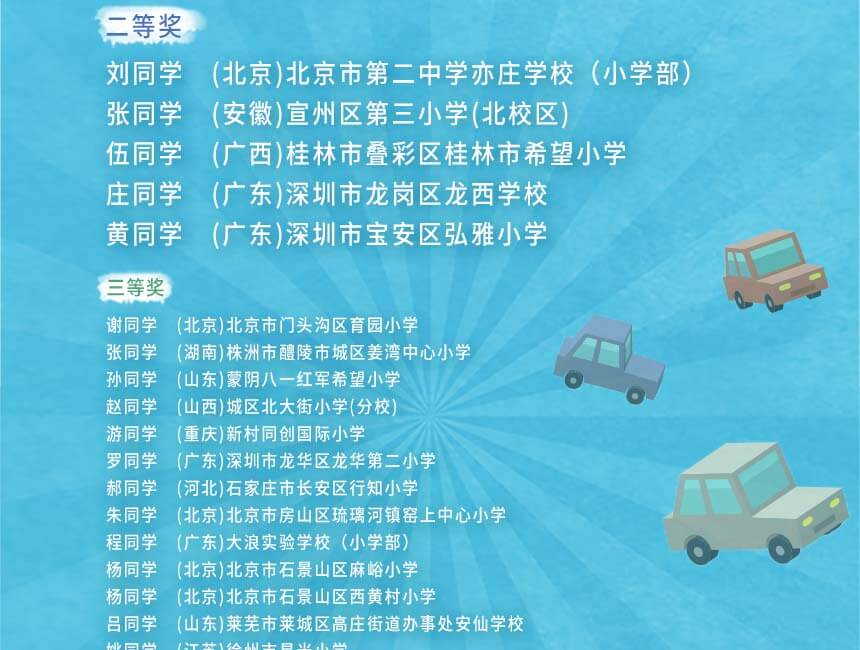 二等奖
刘同学 (北京)北京市第二中学亦庄学校（小学部）
张同学 (安徽)宣州区第三小学(北校区)
伍同学 (广西)桂林市叠彩区桂林市希望小学
庄同学 (广东)深圳市龙岗区龙西学校
黄同学 (广东)深圳市宝安区弘雅小学
三等奖
谢同学 (北京)北京市门头沟区育园小学
张同学 (湖南)株洲市醴陵市城区姜湾中心小学
孙同学 (山东)蒙阴八一红军希望小学
赵同学 (山西)城区北大街小学(分校)
游同学 (重庆)新村同创国际小学
罗同学 (广东)深圳市龙华区龙华第二小学
郝同学 (河北)石家庄市长安区行知小学
朱同学 (北京)北京市房山区琉璃河镇窑上中心小学
程同学 (广东)大浪实验学校（小学部）
杨同学 (北京)北京市石景山区麻峪小学
杨同学 (北京)北京市石景山区西黄村小学
吕同学 (山东)莱芜市莱城区高庄街道办事处安仙学校
姚同学 (江苏)徐州市星光小学